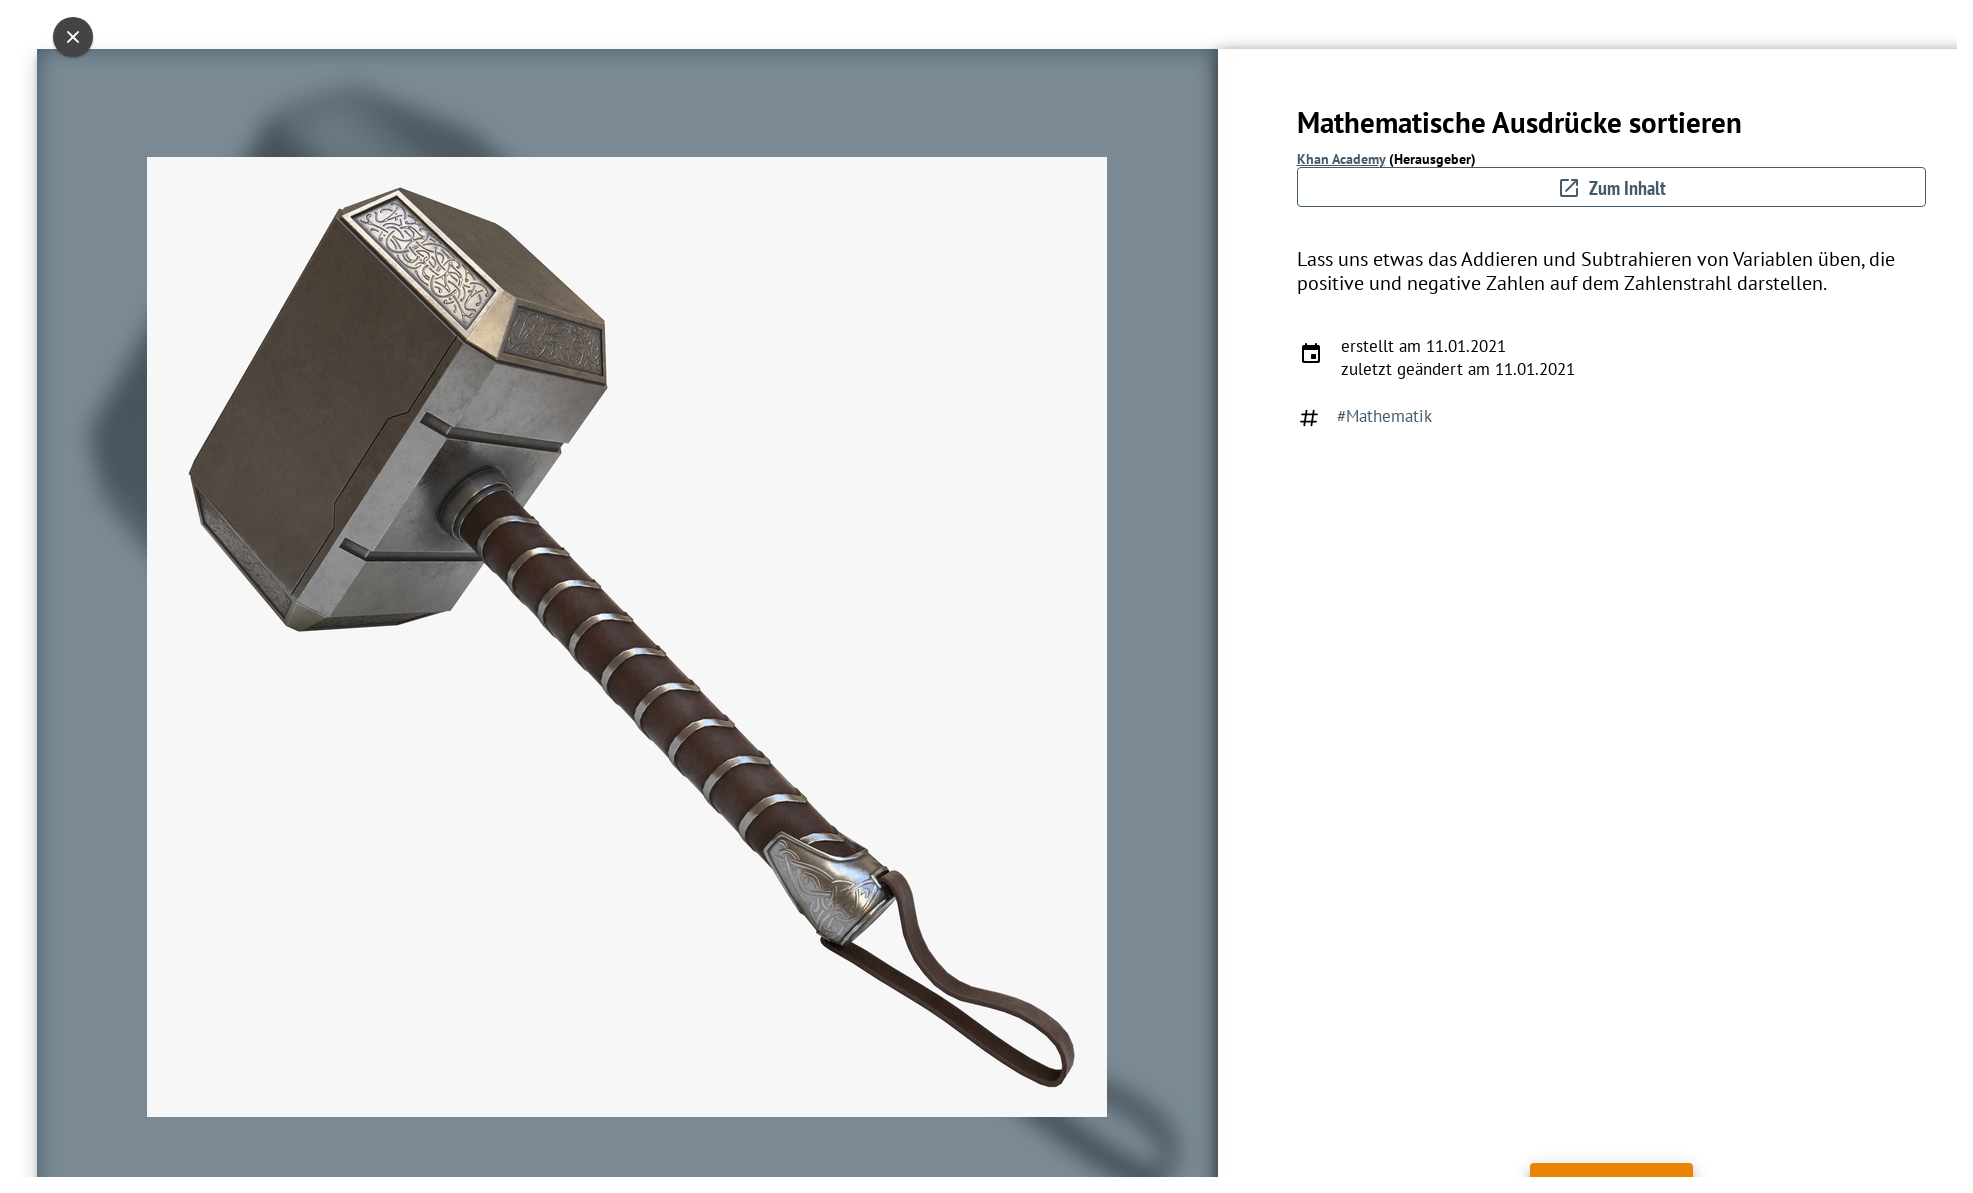 Mathematische Ausdrücke sortieren
Khan Academy (Herausgeber)
Zum Inhalt
Lass uns etwas das Addieren und Subtrahieren von Variablen üben, die
positive und negative Zahlen auf dem Zahlenstrahl darstellen.
erstellt am 11.01.2021
zuletzt geändert am 11.01.2021
#Mathematik